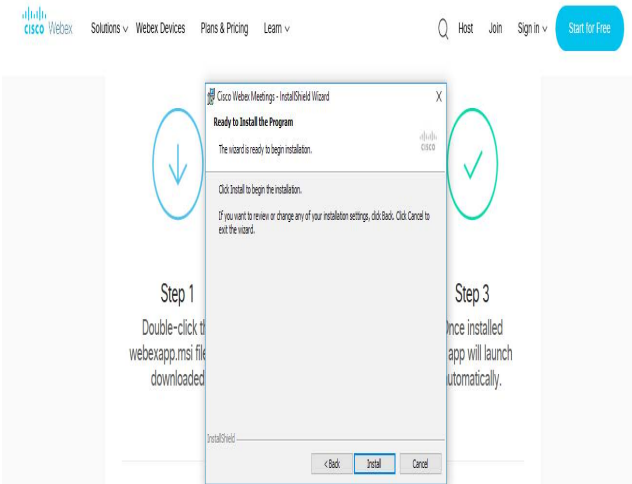 CISCO Webex Solutions Webex Devices Plans & Pricing Learn Host Join Sign in Start for Free
Cisco Webex Meetings - InstallShield Wizard X
Ready to Install the Program
The wizard is ready to begin installation.
CISCO
Click Install to begin the installation.
If you want to review or change any of your installation settings, click Back. Click Cancel to
exit the wizard.
Step 1
Double-click t
webexapp.msi file
downloaded
Step 3
nce installed
app will launch
utomatically.
InstallShield
< Back Install Cancel